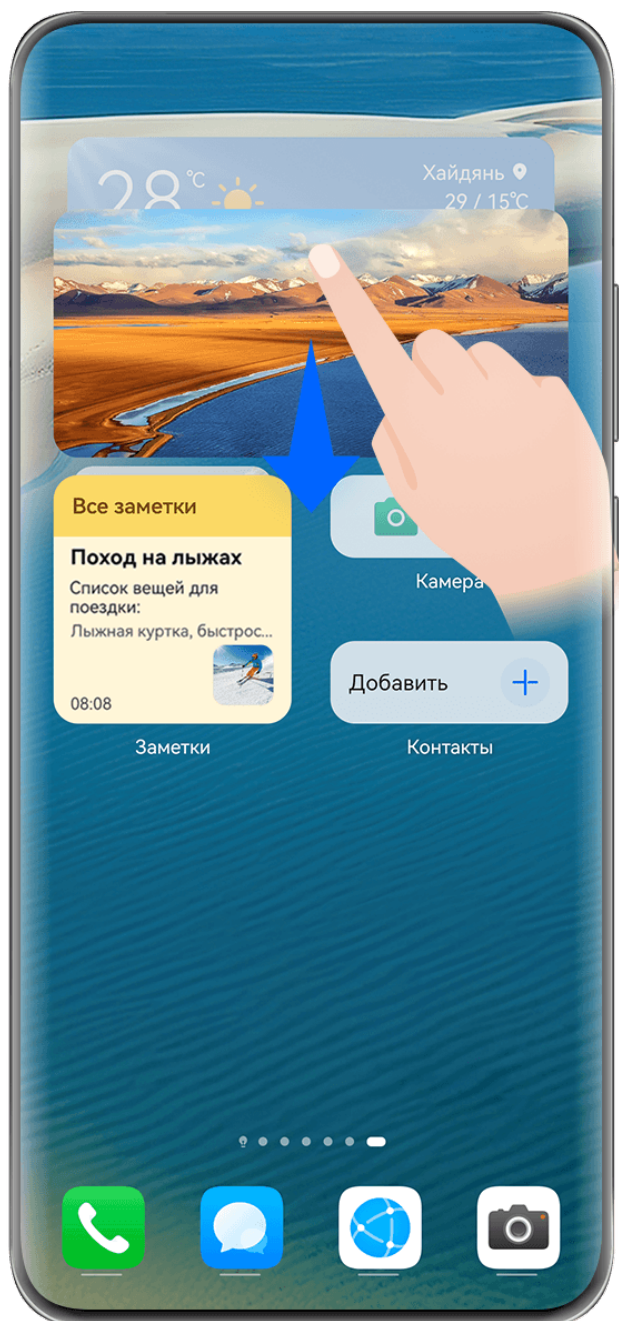 28°C
Хайдянь
29 / 15°C
Все заметки
Поход на лыжах
Список вещей для
поездки:
Лыжная куртка, быстрос...
08:08
Заметки
Камера
Добавить
Контакты